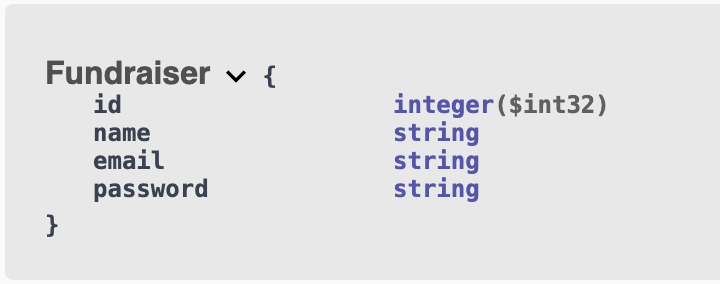 Fundraiser {
id integer($int32)
name string
email string
password string
}